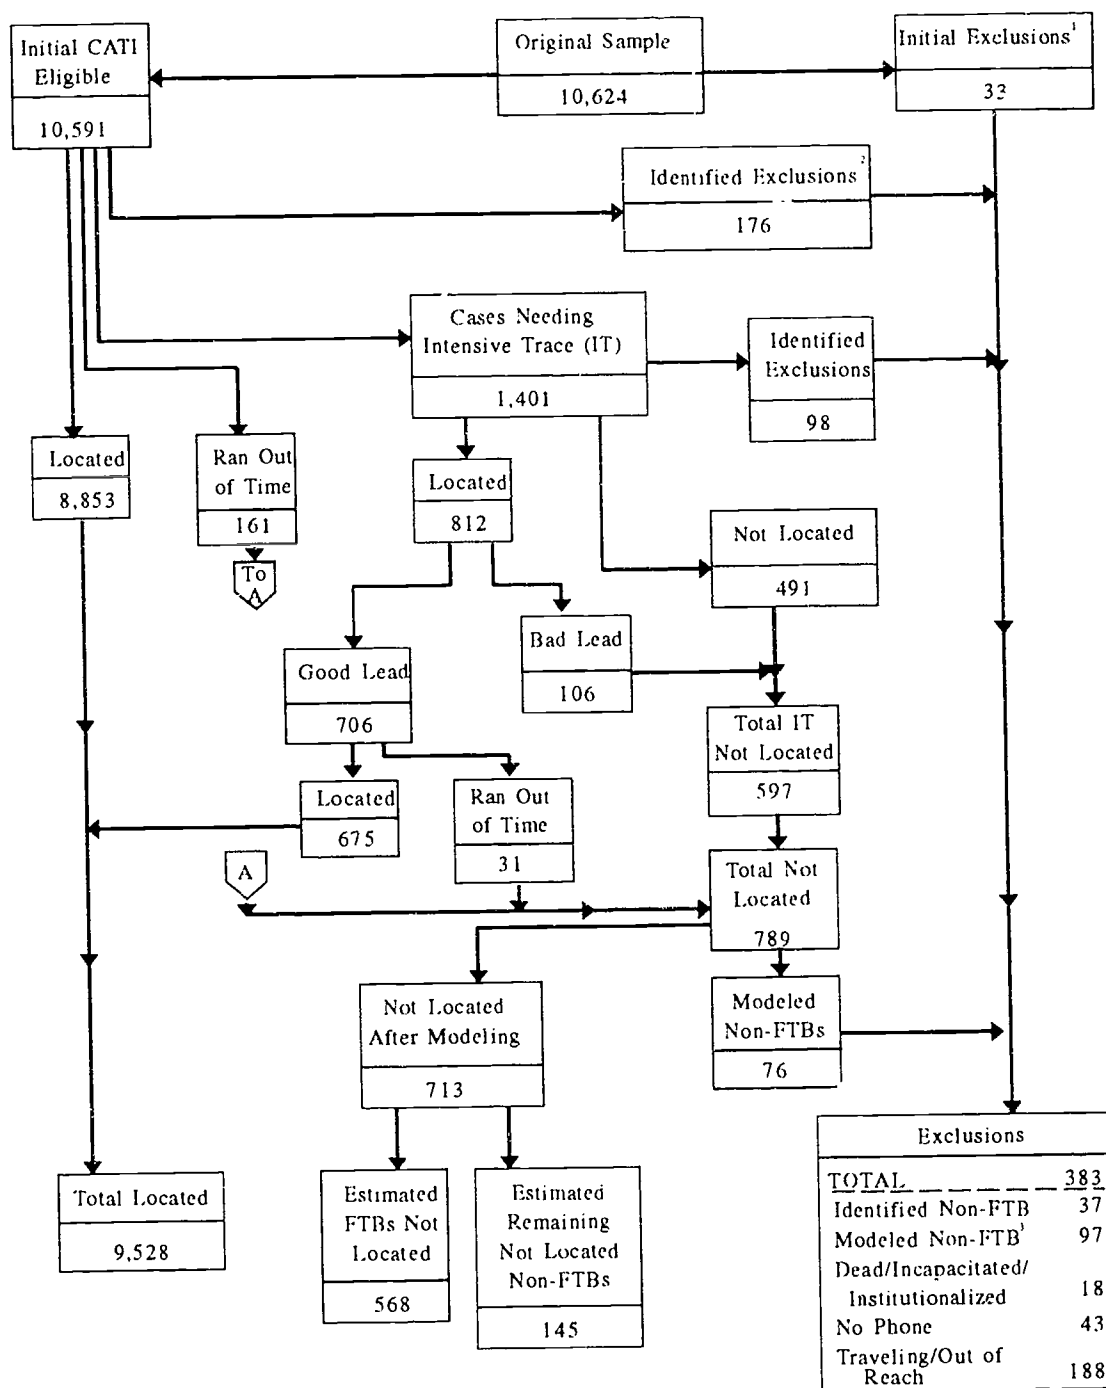 Initial CATI
Eligible
10,591
Original Sample
10,624
Initial Exclusions¹
33
Identified Exclusions²
176
Cases Needing
Intensive Trace (IT)
1,401
Identified
Exclusions
98
Located
8,853
Ran Out
of Time
161
To
A
Located
812
Not Located
491
Good Lead
706
Bad Lead
106
Total IT
Not Located
597
Located
675
Ran Out
of Time
31
A
Total Not
Located
789
Not Located
After Modeling
713
Modeled
Non-FTBs
76
Total Located
9,528
Estimated
FTBs Not
Located
568
Estimated
Remaining
Not Located
Non-FTBs
145
Exclusions
TOTAL 383
Identified Non-FTB 37
Modeled Non-FTB³ 97
Dead/Incapacitated/
Institutionalized 18
No Phone 43
Traveling/Out of
Reach 188